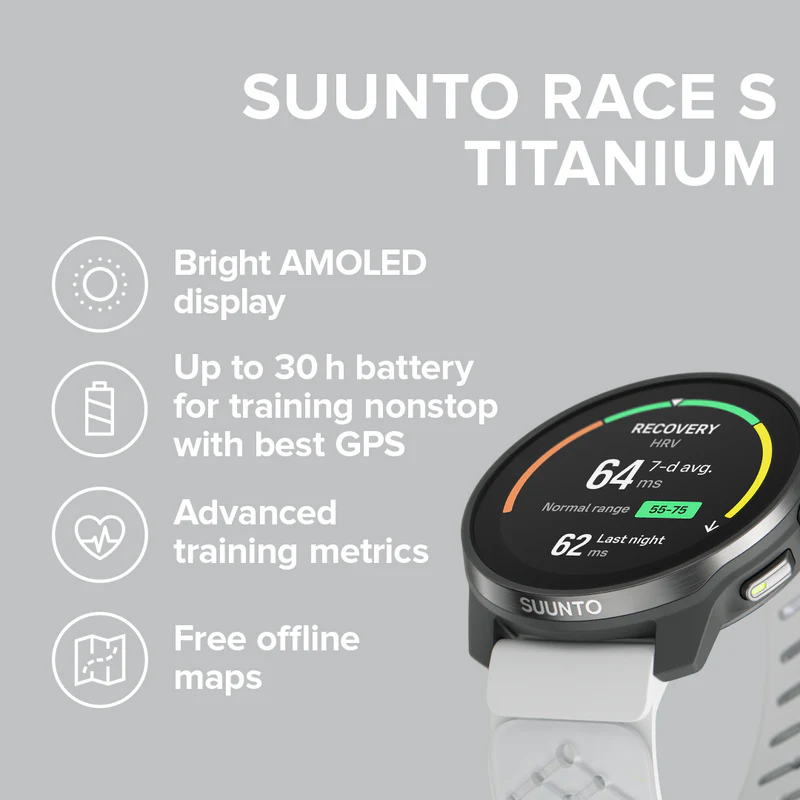 SUUNTO RACE S
TITANIUM
Bright AMOLED
display
Up to 30 h battery
for training nonstop
with best GPS
Advanced
training metrics
Free offline
maps
RECOVERY
HRV
64 7-d avg.
ms
Normal range 55-75
62 Last night
ms
SUUNTO